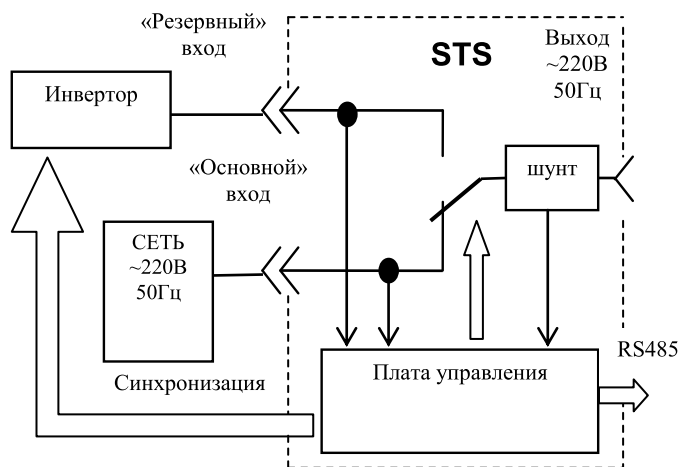 «Резервный»
вход
STS
Выход
~220В
50Гц
Инвертор
«Основной»
вход
шунт
СЕТЬ
~220В
50Гц
RS485
Синхронизация
Плата управления